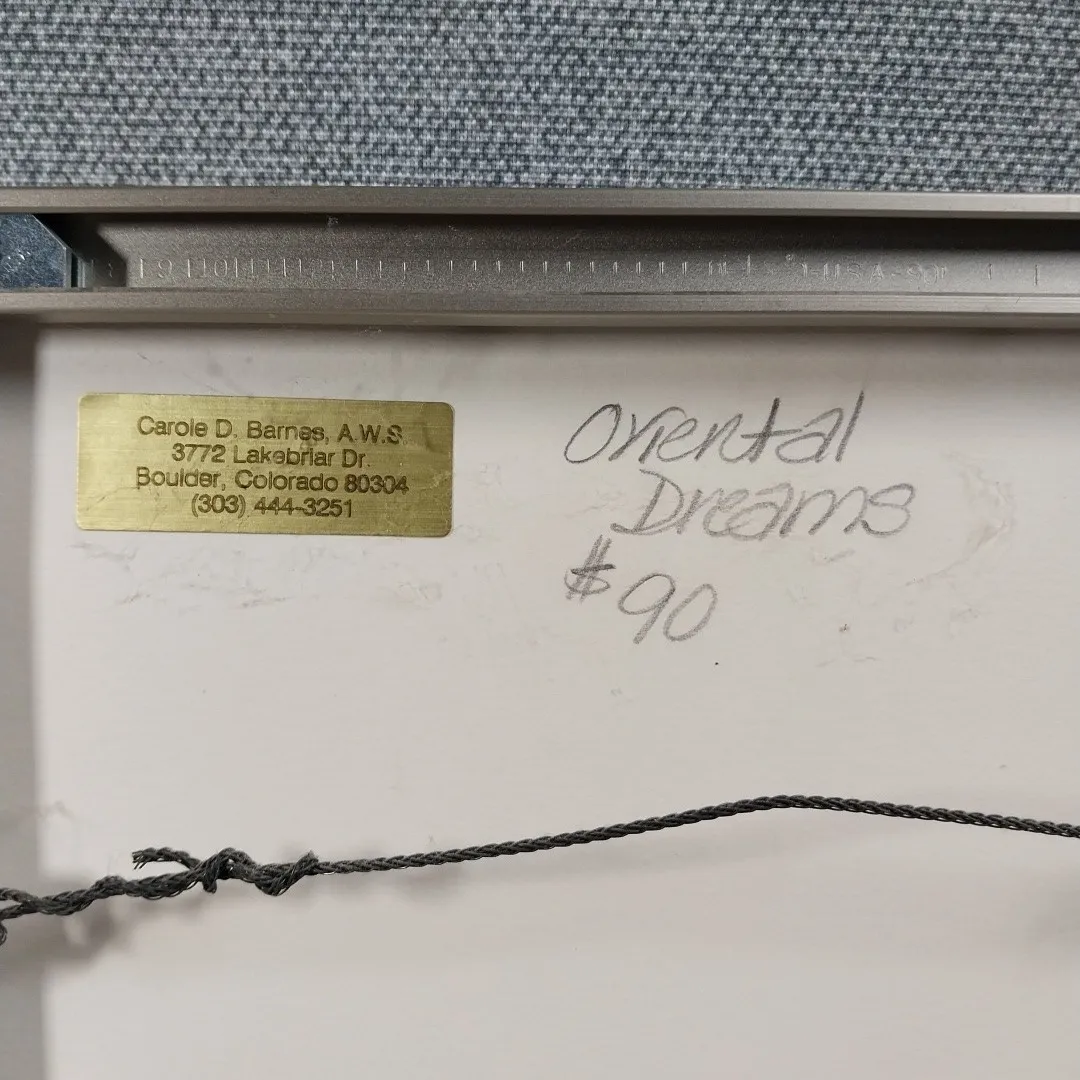 Carole D. Barnes, A.W.S.
3772 Lakebriar Dr.
Boulder, Colorado 80304
(303) 444-3251
Oriental
Dreams
$90